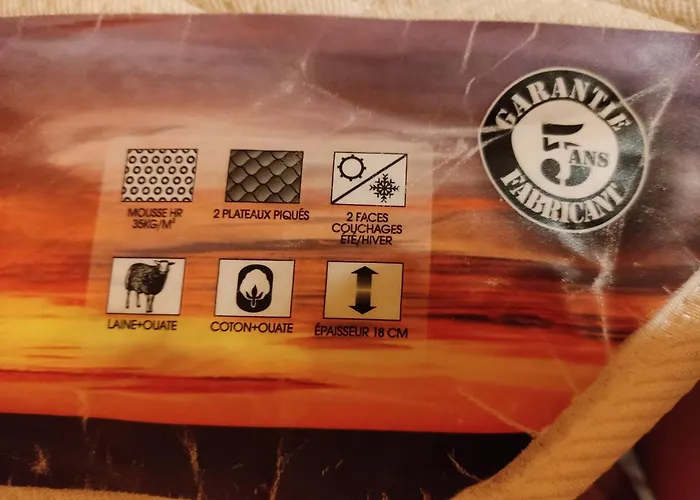 GARANTIE
5 ANS
FABRICANT
MOUSSE HR
35KG/M³
2 PLATEAUX PIQUÉS
2 FACES
COUCHAGES
ÉTÉ/HIVER
LAINE+OUATE
COTON+OUATE
ÉPAISSEUR 18 CM